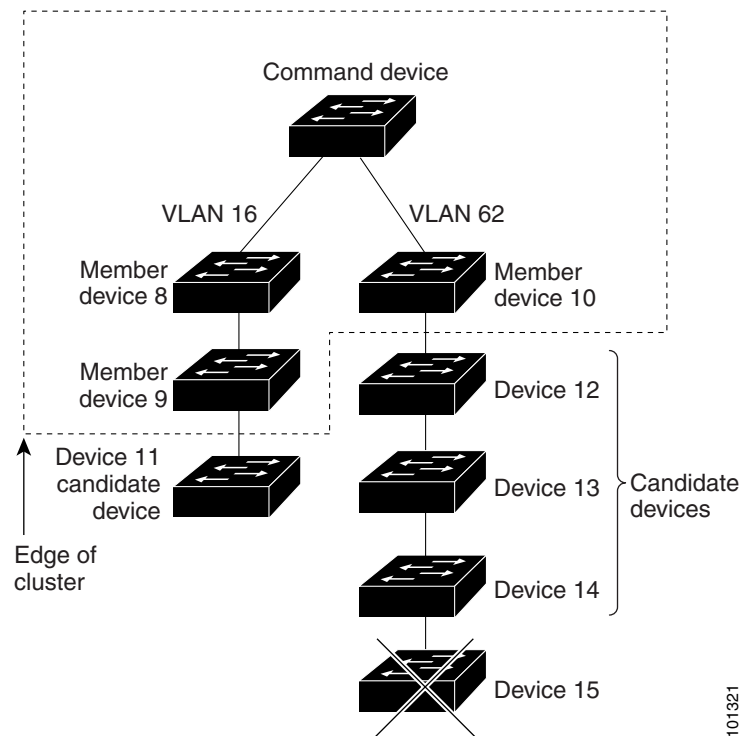 Command device
VLAN 16
VLAN 62
Member
device 8
Member
device 10
Member
device 9
Device 12
Device 11
candidate
device
Device 13
Candidate
devices
Edge of
cluster
Device 14
Device 15
101321